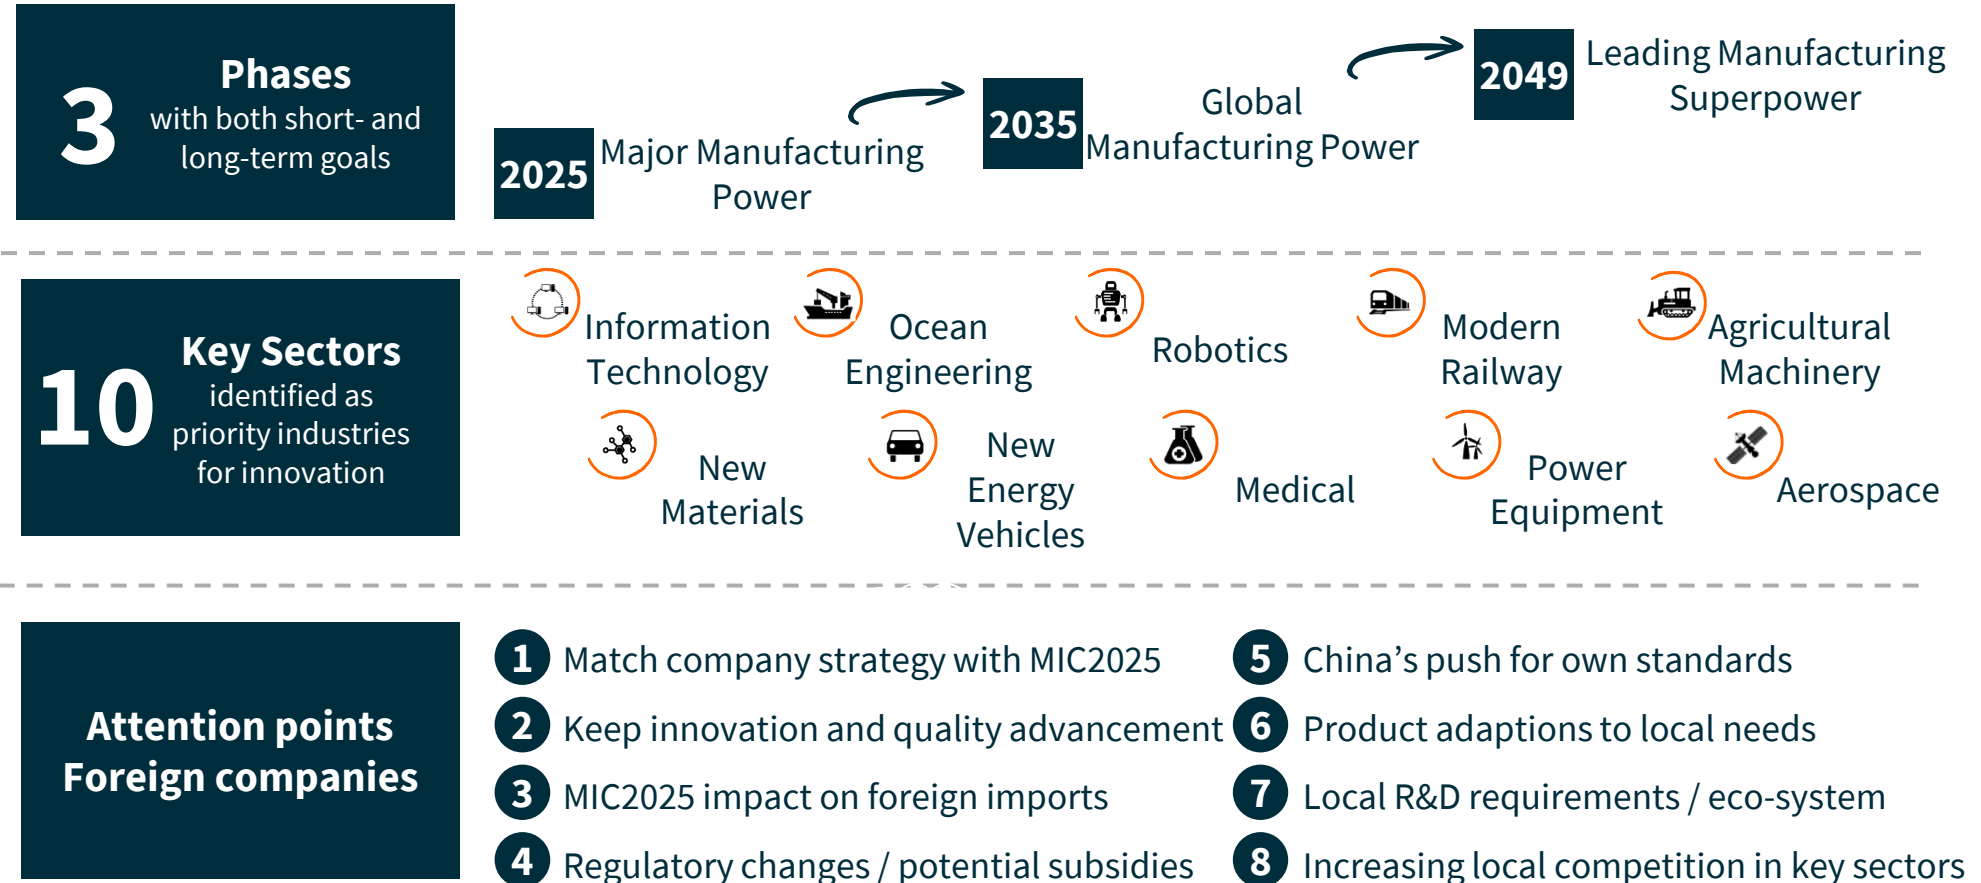 3
Phases
with both short- and
long-term goals
2025
Major Manufacturing
Power
2035
Global
Manufacturing Power
2049
Leading Manufacturing
Superpower
10
Key Sectors
identified as
priority industries
for innovation
Information
Technology
Ocean
Engineering
Robotics
Modern
Railway
Agricultural
Machinery
New
Materials
New
Energy
Vehicles
Medical
Power
Equipment
Aerospace
Attention points
Foreign companies
1 Match company strategy with MIC2025
2 Keep innovation and quality advancement
3 MIC2025 impact on foreign imports
4 Regulatory changes / potential subsidies
5 China’s push for own standards
6 Product adaptions to local needs
7 Local R&D requirements / eco-system
8 Increasing local competition in key sectors